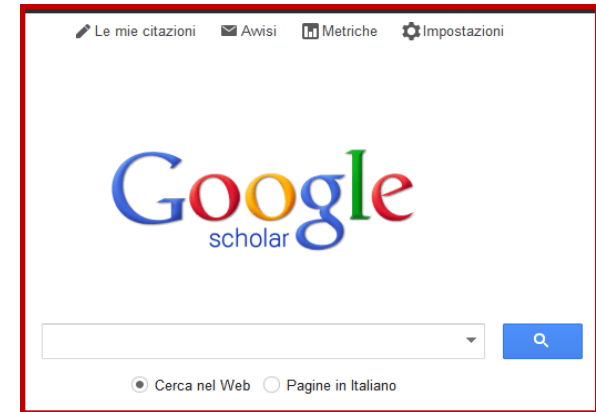 Le mie citazioni Avvisi Metriche Impostazioni
Google
scholar
Cerca nel Web Pagine in Italiano